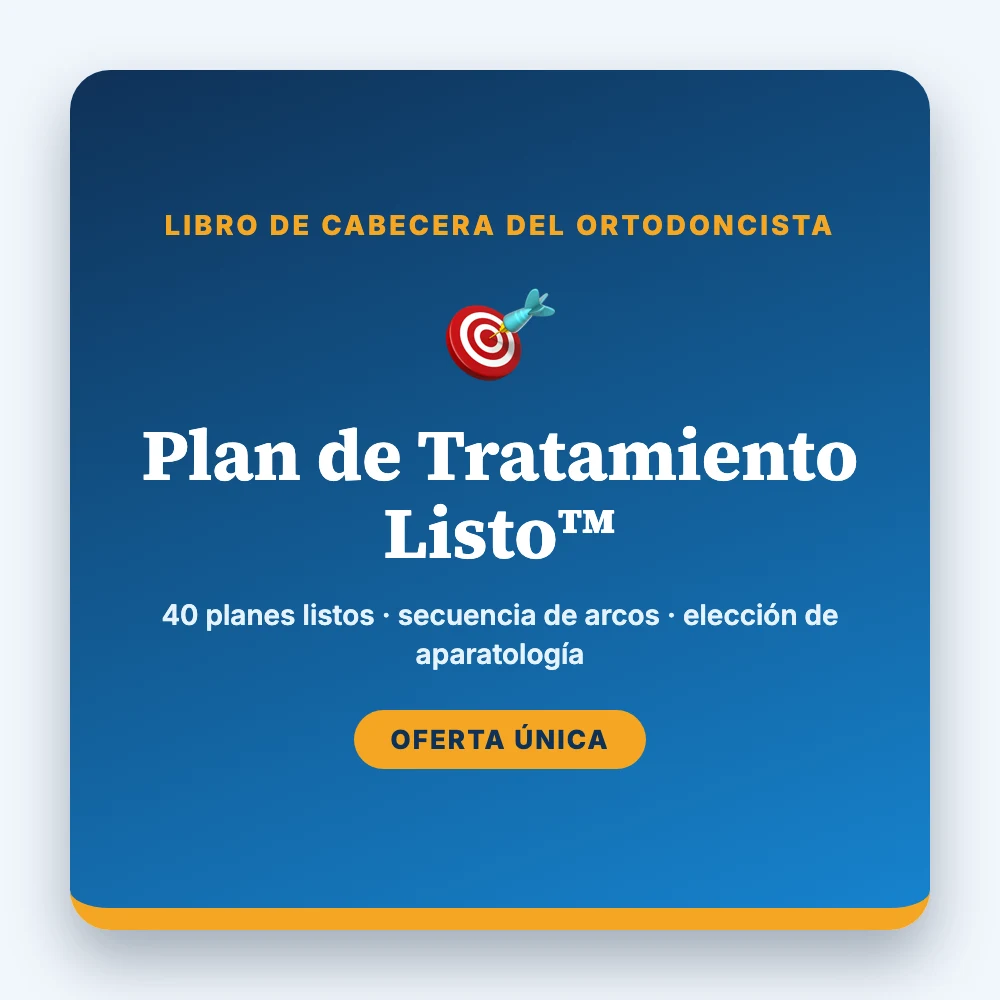 LIBRO DE CABECERA DEL ORTODONCISTA
Plan de Tratamiento
Listo™
40 planes listos · secuencia de arcos · elección de
aparatología
OFERTA ÚNICA